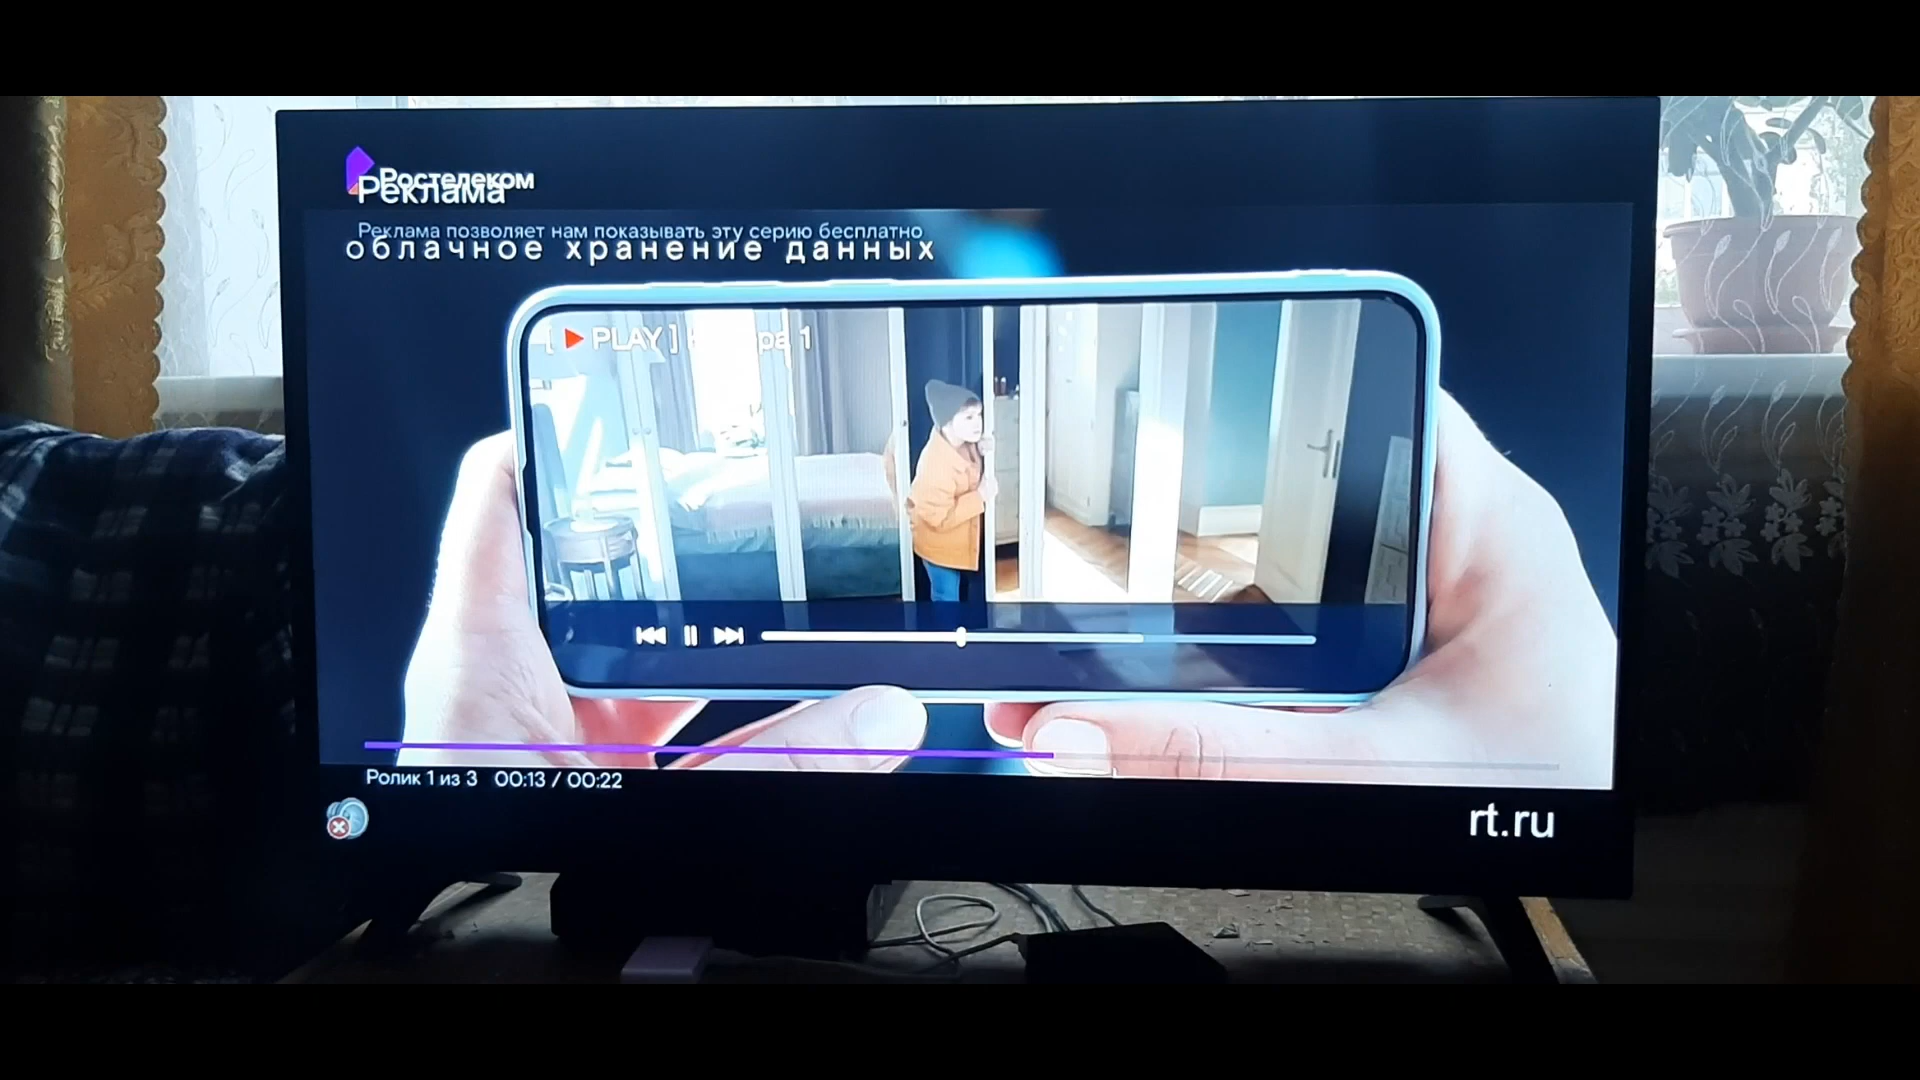 Ростелеком
Реклама
Реклама позволяет нам показывать эту серию бесплатно
облачное хранение данных
[ ▶ PLAY ] 1
Ролик 1 из 3 00:13 / 00:22
rt.ru